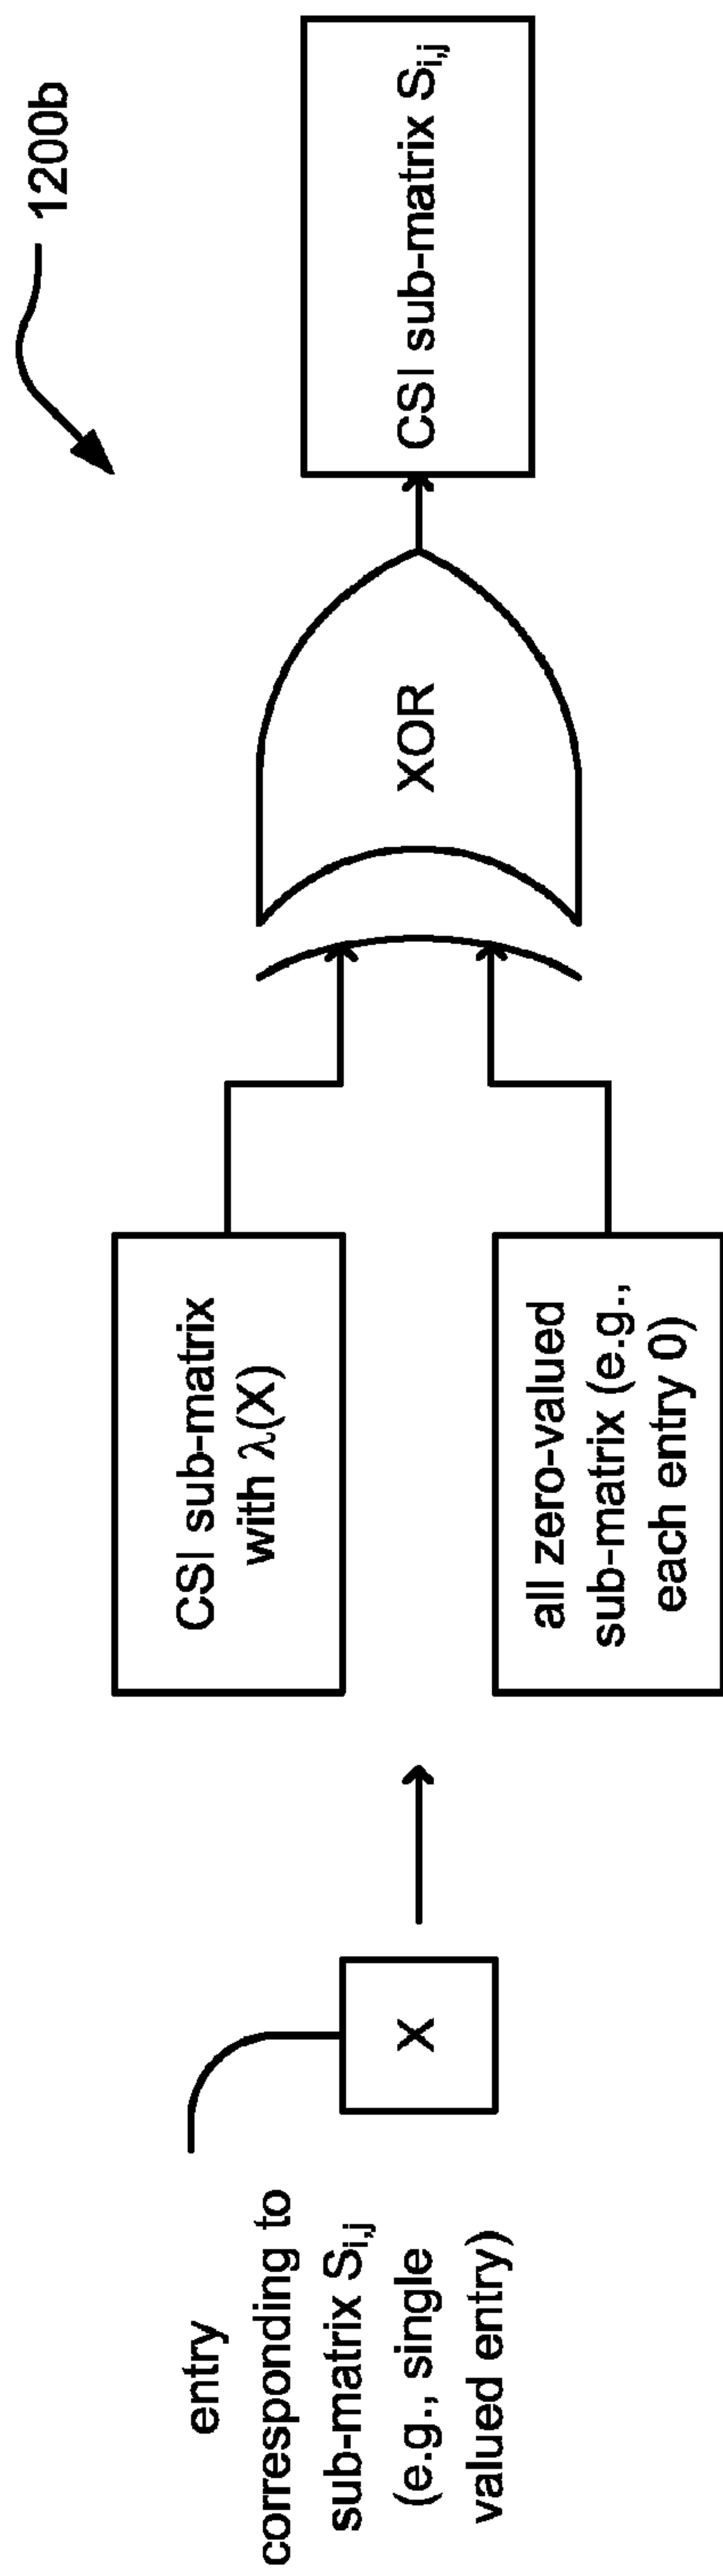 1200b
entry
corresponding to
sub-matrix Si,j
(e.g., single
valued entry)
X
CSI sub-matrix
with λ(X)
all zero-valued
sub-matrix (e.g.,
each entry 0)
XOR
CSI sub-matrix Si,j